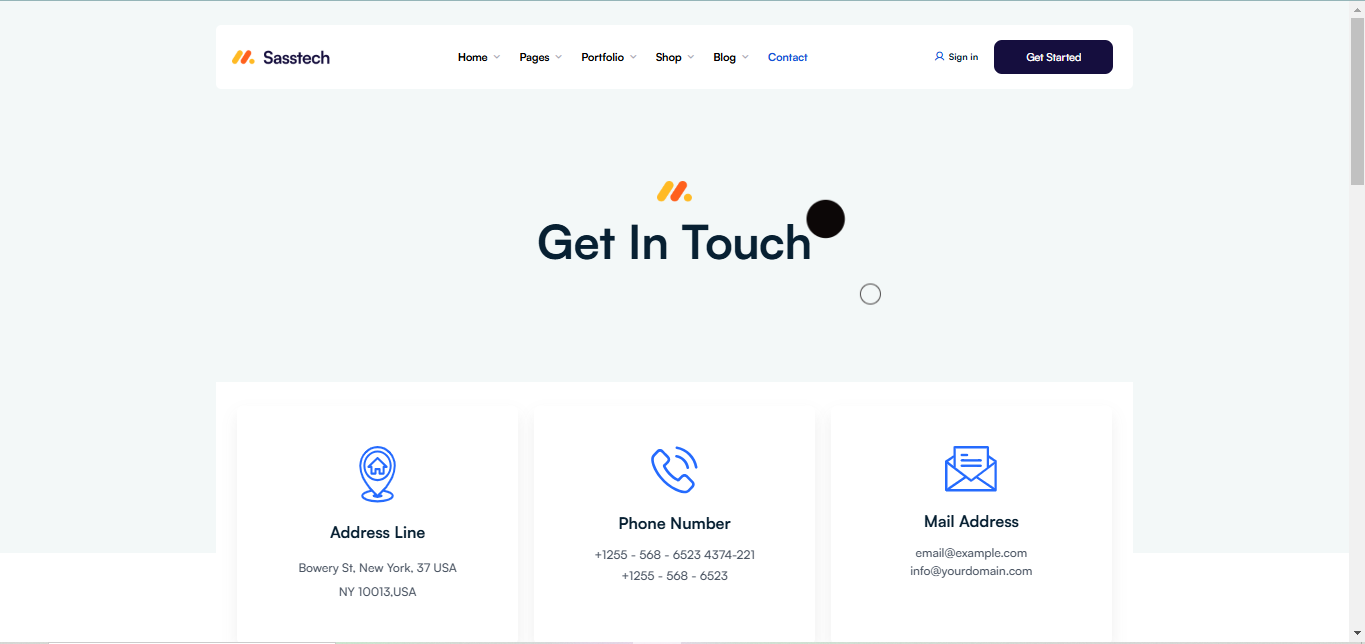 Sasstech
Home Pages Portfolio Shop Blog Contact
Sign in
Get Started
Get In Touch
Address Line
Bowery St, New York, 37 USA
NY 10013,USA
Phone Number
+1255 - 568 - 6523 4374-221
+1255 - 568 - 6523
Mail Address
email@example.com
info@yourdomain.com